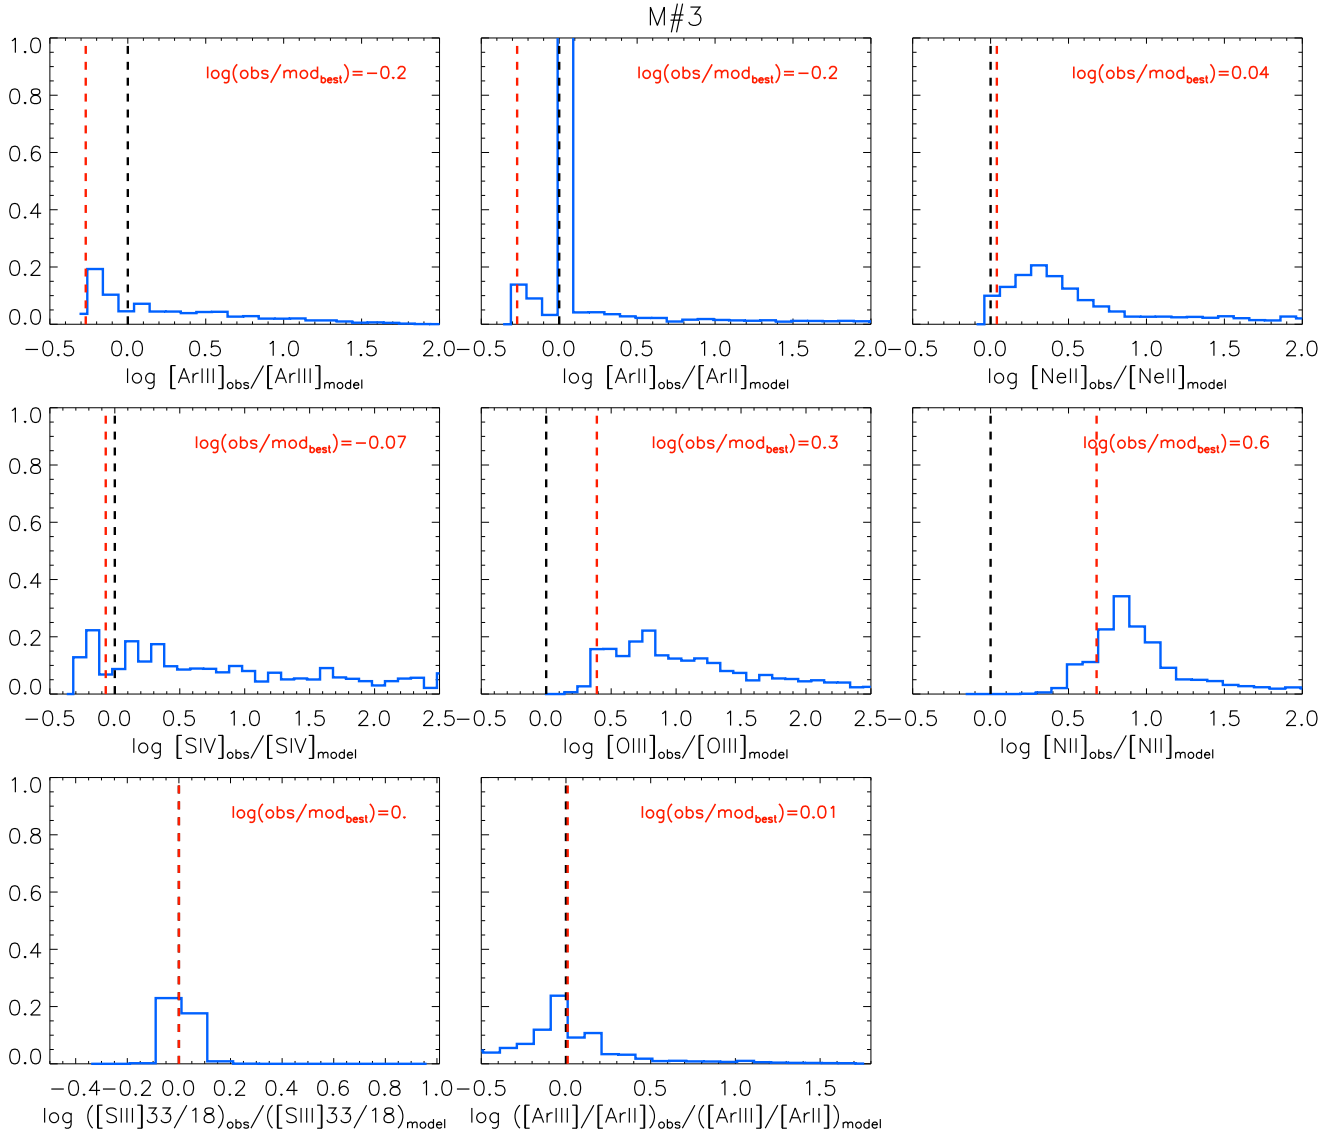 M#3
log(obs/mod_best)=−0.2
1.0
0.8
0.6
0.4
0.2
0.0
−0.5 0.0 0.5 1.0 1.5 2.0
log [ArIII]obs/[ArIII]model
log(obs/mod_best)=−0.2
−0.5 0.0 0.5 1.0 1.5 2.0
log [ArII]obs/[ArII]model
log(obs/mod_best)=0.04
−0.5 0.0 0.5 1.0 1.5 2.0
log [NeII]obs/[NeII]model
log(obs/mod_best)=−0.07
1.0
0.8
0.6
0.4
0.2
0.0
−0.5 0.0 0.5 1.0 1.5 2.0 2.5
log [SIV]obs/[SIV]model
log(obs/mod_best)=0.3
−0.5 0.0 0.5 1.0 1.5 2.0 2.5
log [OIII]obs/[OIII]model
log(obs/mod_best)=0.6
−0.5 0.0 0.5 1.0 1.5 2.0
log [NII]obs/[NII]model
log(obs/mod_best)=0.
1.0
0.8
0.6
0.4
0.2
0.0
−0.4 −0.2 0.0 0.2 0.4 0.6 0.8 1.0
log ([SIII]33/18)obs/([SIII]33/18)model
log(obs/mod_best)=0.01
−0.5 0.0 0.5 1.0 1.5
log ([ArIII]/[ArII])obs/([ArIII]/[ArII])model